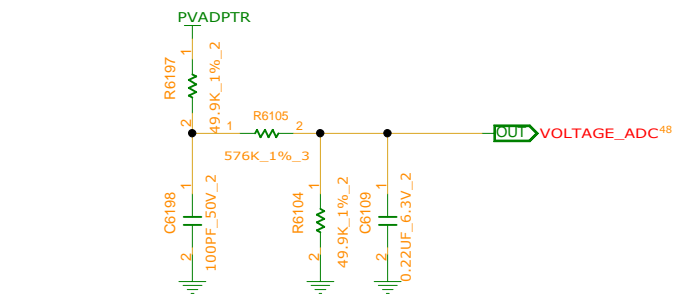 PVADPTR
1
R6197
49.9K_1%_2
2
1
R6105
2
576K_1%_3
OUT
VOLTAGE_ADC
48
1
C6198
100PF_50V_2
2
1
R6104
49.9K_1%_2
2
1
C6109
0.22UF_6.3V_2
2